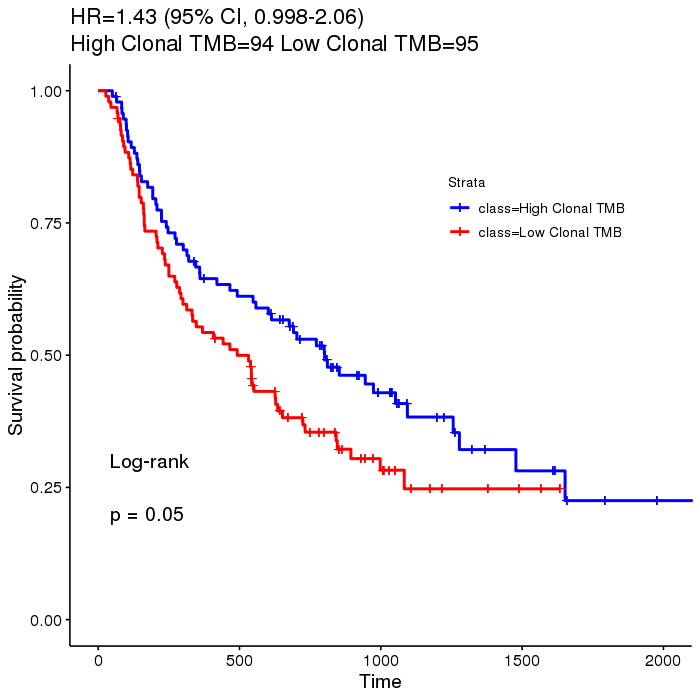 HR=1.43 (95% CI, 0.998-2.06)
High Clonal TMB=94 Low Clonal TMB=95
1.00
0.75
0.50
0.25
0.00
Survival probability
Strata
class=High Clonal TMB
class=Low Clonal TMB
Log-rank
p = 0.05
0
500
1000
1500
2000
Time